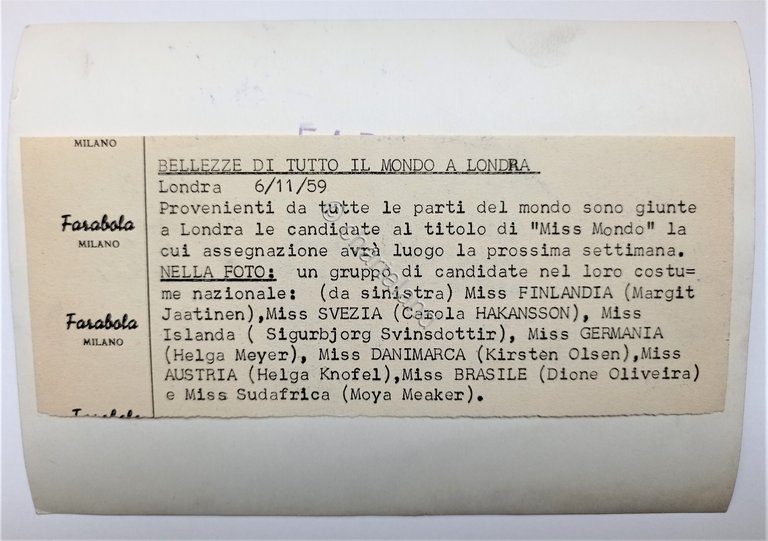 MILANO
Farabola
MILANO
Farabola
MILANO
BELLEZZE DI TUTTO IL MONDO A LONDRA
Londra 6/11/59
Provenienti da tutte le parti del mondo sono giunte
a Londra le candidate al titolo di "Miss Mondo" la
cui assegnazione avrà luogo la prossima settimana.
NELLA FOTO: un gruppo di candidate nel loro costu=
me nazionale: (da sinistra) Miss FINLANDIA (Margit
Jaatinen),Miss SVEZIA (Carola HAKANSSON), Miss
Islanda ( Sigurbjorg Svinsdottir), Miss GERMANIA
(Helga Meyer), Miss DANIMARCA (Kirsten Olsen),Miss
AUSTRIA (Helga Knofel),Miss BRASILE (Dione Oliveira)
e Miss Sudafrica (Moya Meaker).